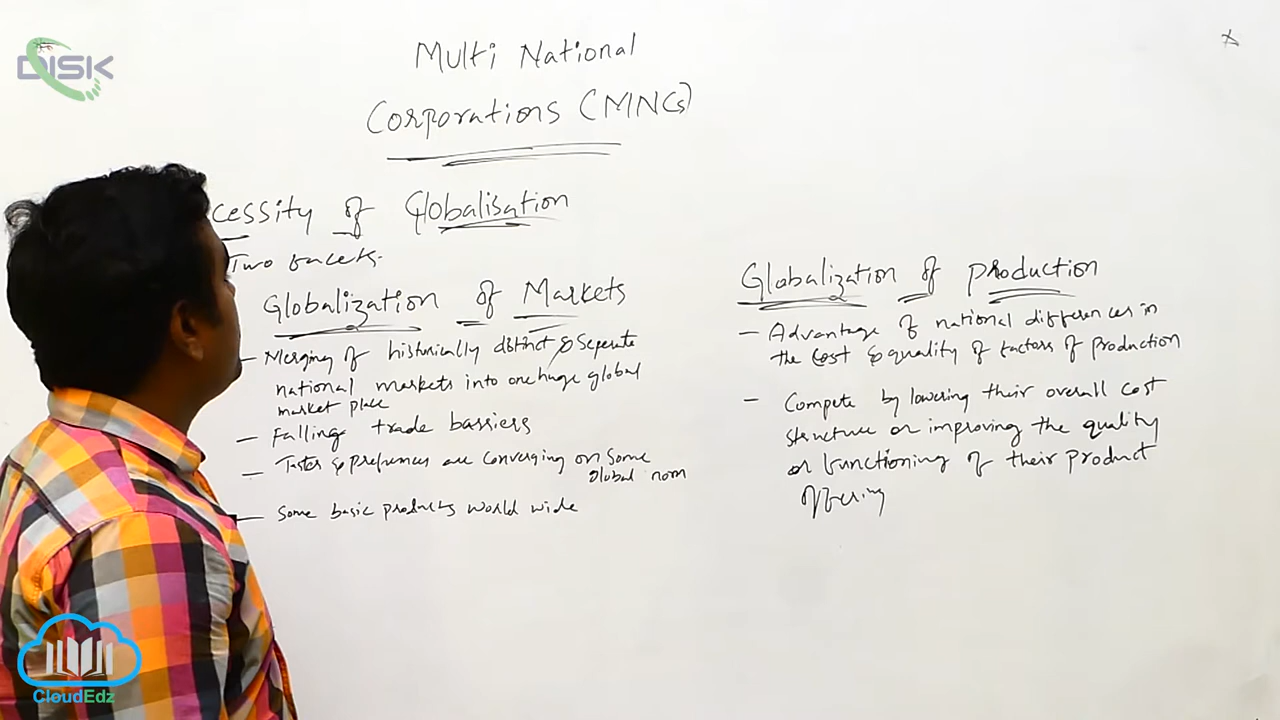 DISK
Multi National
Corporations (MNCs)
cessity of Globalisation
Two facets.
Globalization of Markets
- Merging of historically distinct & Seperate
national markets into one huge global
market place
- Falling trade barriers
- Tastes & Prefrences are converging on some
global norm
- Some basic products world wide
Globalization of production
- Advantage of national differences in
the cost & quality of factors of production
- Compete by lowering their overall cost
structure or improving the quality
or functioning of their product
offering
CloudEdz